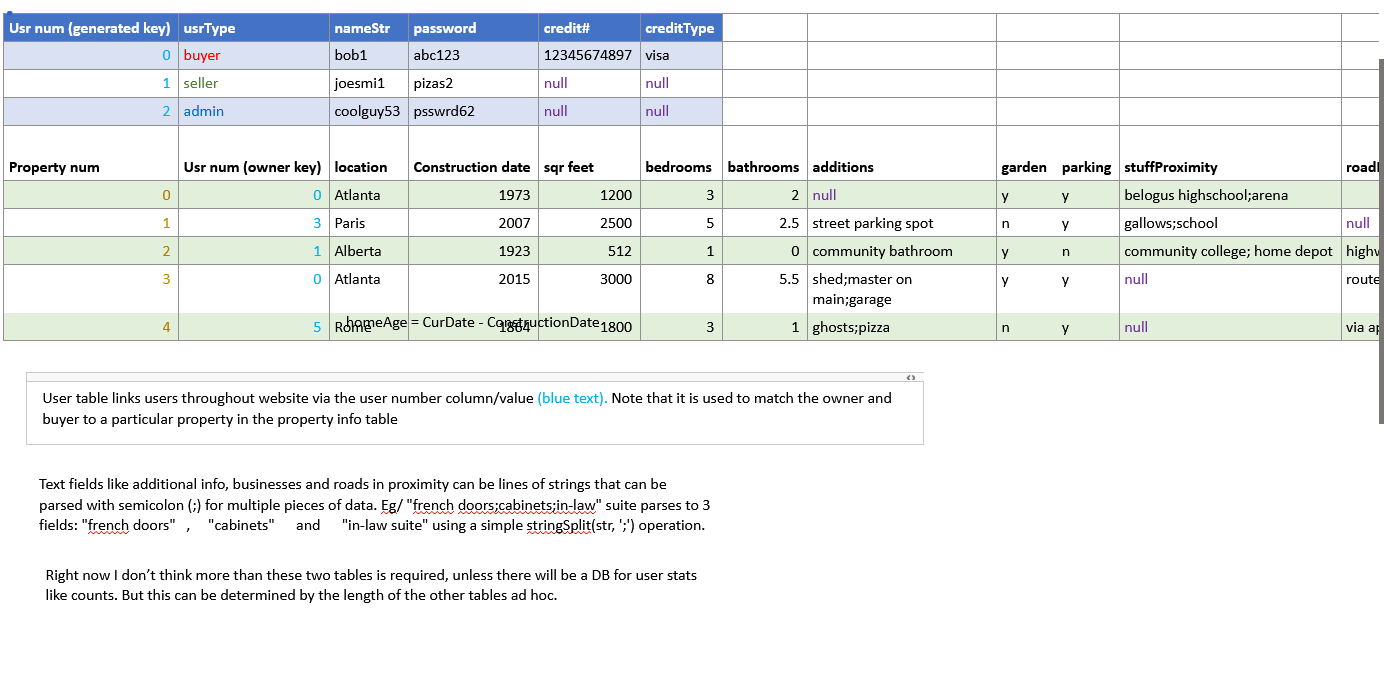 Usr num (generated key) usrType nameStr password credit# creditType
0 buyer bob1 abc123 12345674897 visa
1 seller joesmi1 pizas2 null null
2 admin coolguy53 psswrd62 null null
Property num Usr num (owner key) location Construction date sqr feet bedrooms bathrooms additions garden parking stuffProximity
0 0 Atlanta 1973 1200 3 2 null y y belogus highschool;arena
1 3 Paris 2007 2500 5 2.5 street parking spot n y gallows;school null
2 1 Alberta 1923 512 1 0 community bathroom y n community college; home depot
3 0 Atlanta 2015 3000 8 5.5 shed;master on y y null route
main;garage
homeAge = CurDate - ConstructionDate
4 5 Rome 1864 1800 3 1 ghosts;pizza n y null via
User table links users throughout website via the user number column/value (blue text). Note that it is used to match the owner and
buyer to a particular property in the property info table
Text fields like additional info, businesses and roads in proximity can be lines of strings that can be
parsed with semicolon (;) for multiple pieces of data. Eg/ "french doors;cabinets;in-law" suite parses to 3
fields: "french doors" , "cabinets" and "in-law suite" using a simple stringSplit(str, ';') operation.
Right now I don’t think more than these two tables is required, unless there will be a DB for user stats
like counts. But this can be determined by the length of the other tables ad hoc.